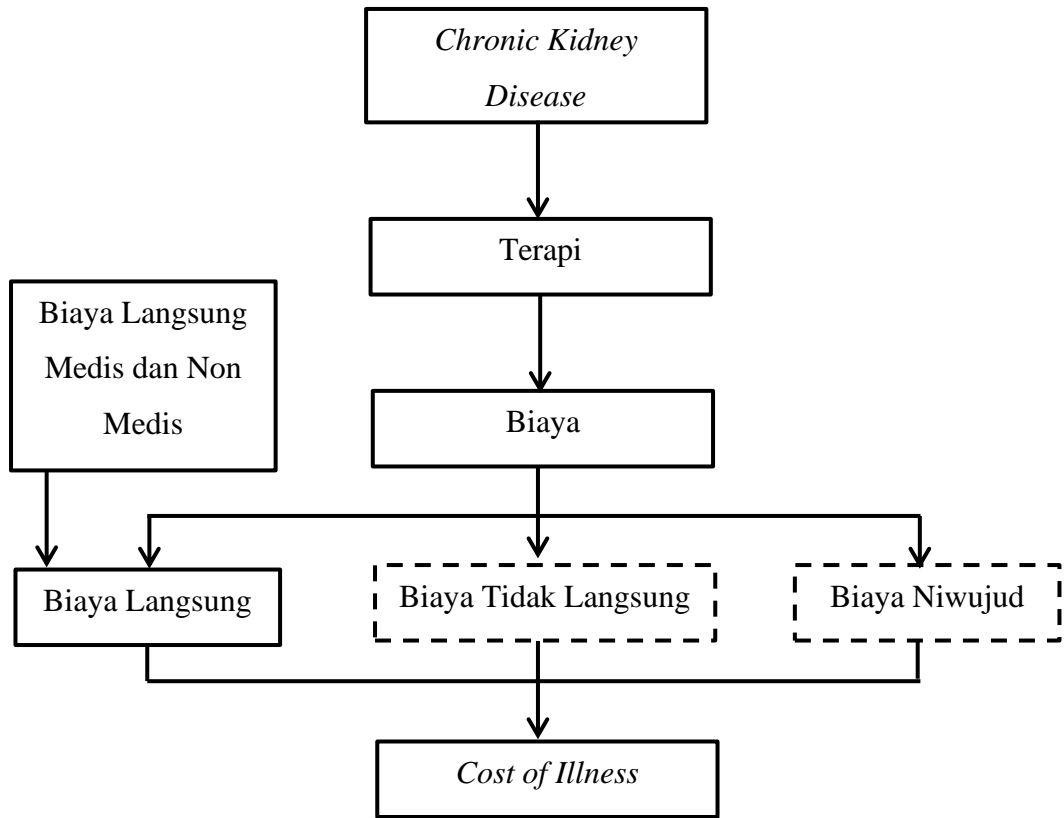 Chronic Kidney
Disease
Terapi
Biaya Langsung
Medis dan Non
Medis
Biaya
Biaya Langsung
Biaya Tidak Langsung
Biaya Niwujud
Cost of Illness